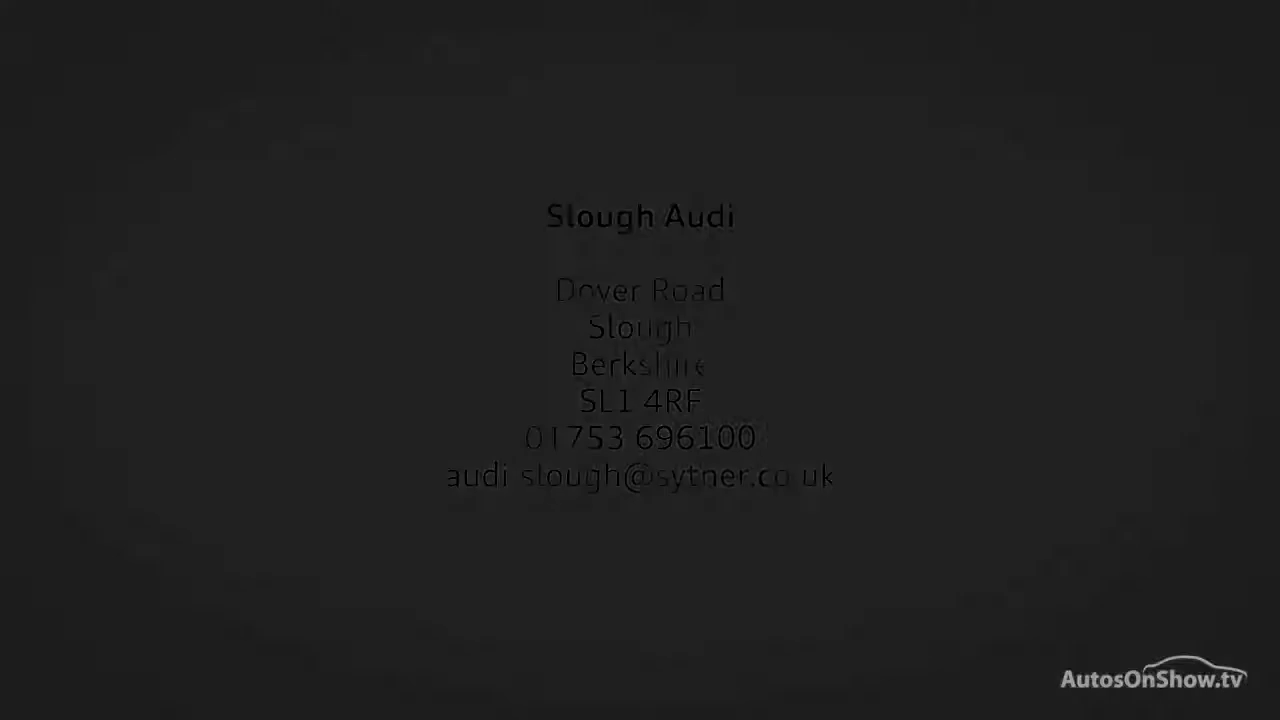 Slough Audi
Dover Road
Slough
Berkshire
SL1 4RF
01753 696100
audi.slough@sytner.co.uk
AutosOnShow.tv